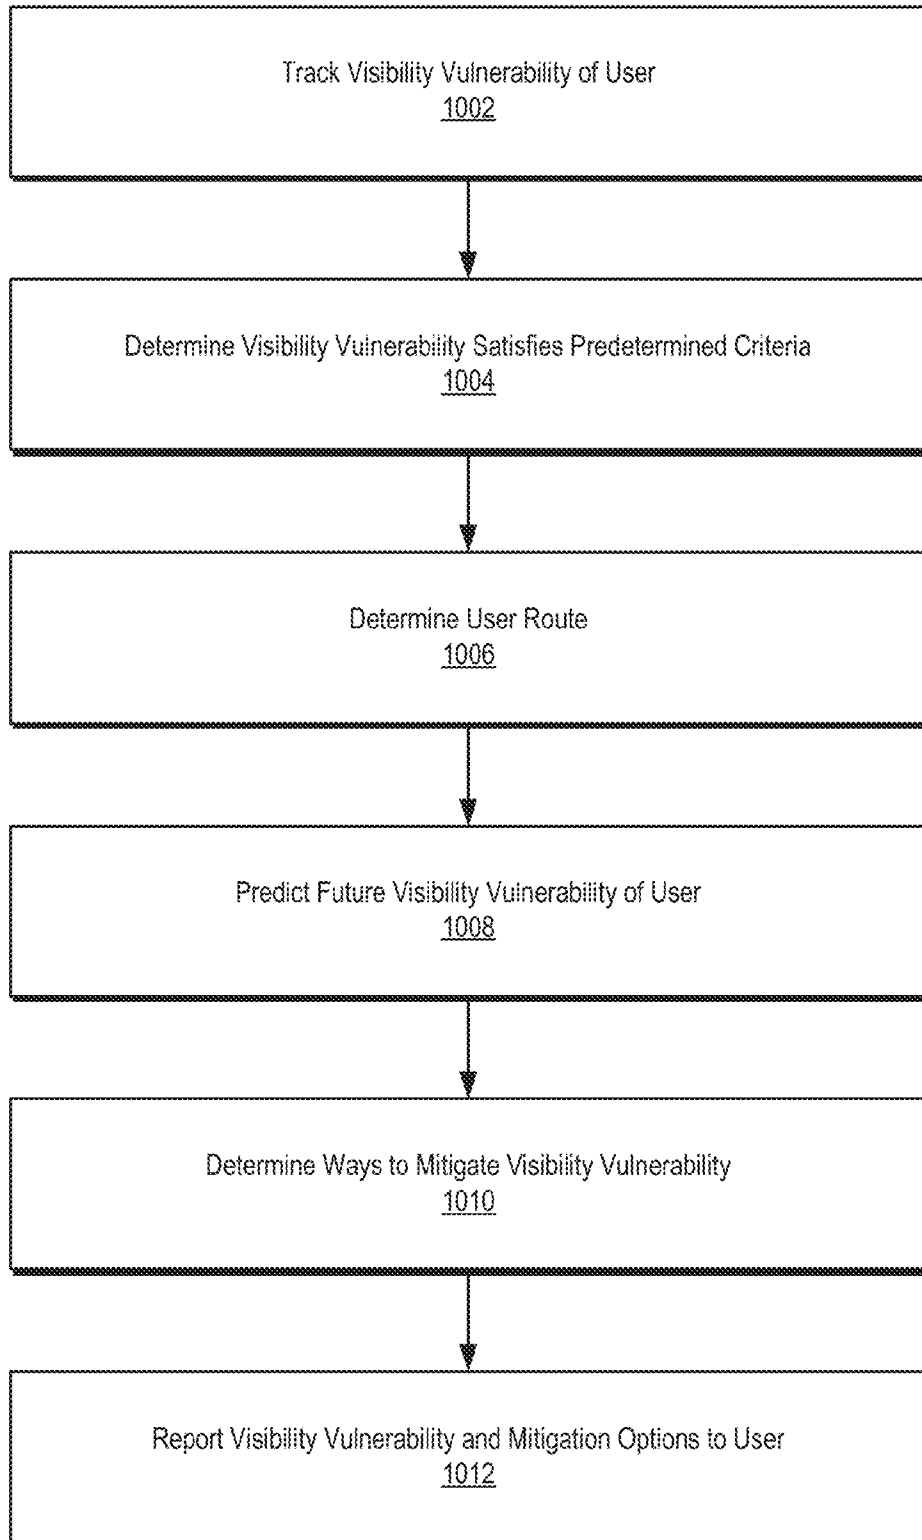 Track Visibility Vulnerability of User
1002
Determine Visibility Vulnerability Satisfies Predetermined Criteria
1004
Determine User Route
1006
Predict Future Visibility Vulnerability of User
1008
Determine Ways to Mitigate Visibility Vulnerability
1010
Report Visibility Vulnerability and Mitigation Options to User
1012